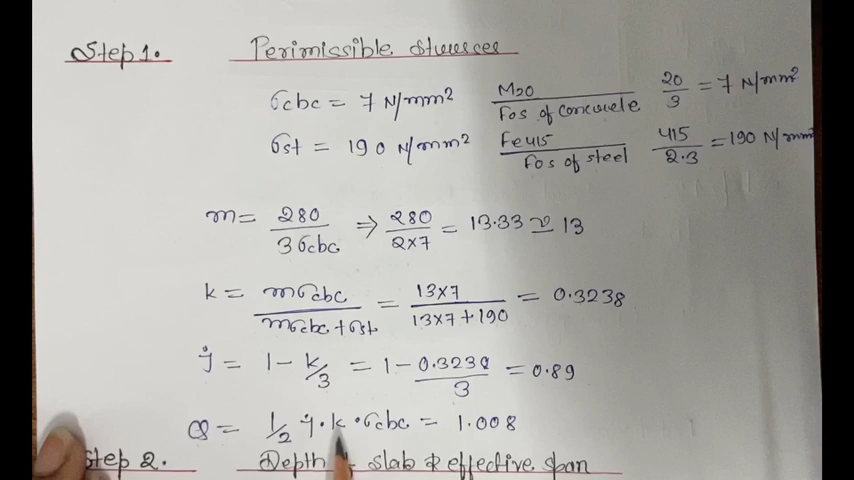 Step 1. Perimissible Stresses
σcbc = 7 N/mm² M20/Fos of concrete 20/3 = 7 N/mm²
σst = 190 N/mm² Fe415/Fos of steel 415/2.3 = 190 N/mm²
m = 280/3σcbc ⇒ 280/2×7 = 13.33 ≃ 13
k = mσcbc/mσcbc+σst = 13×7/13×7+190 = 0.3238
j = 1 - k/3 = 1 - 0.3238/3 = 0.89
Q = 1/2 j·k·σcbc = 1.008
Step 2. Depth slab & effective span